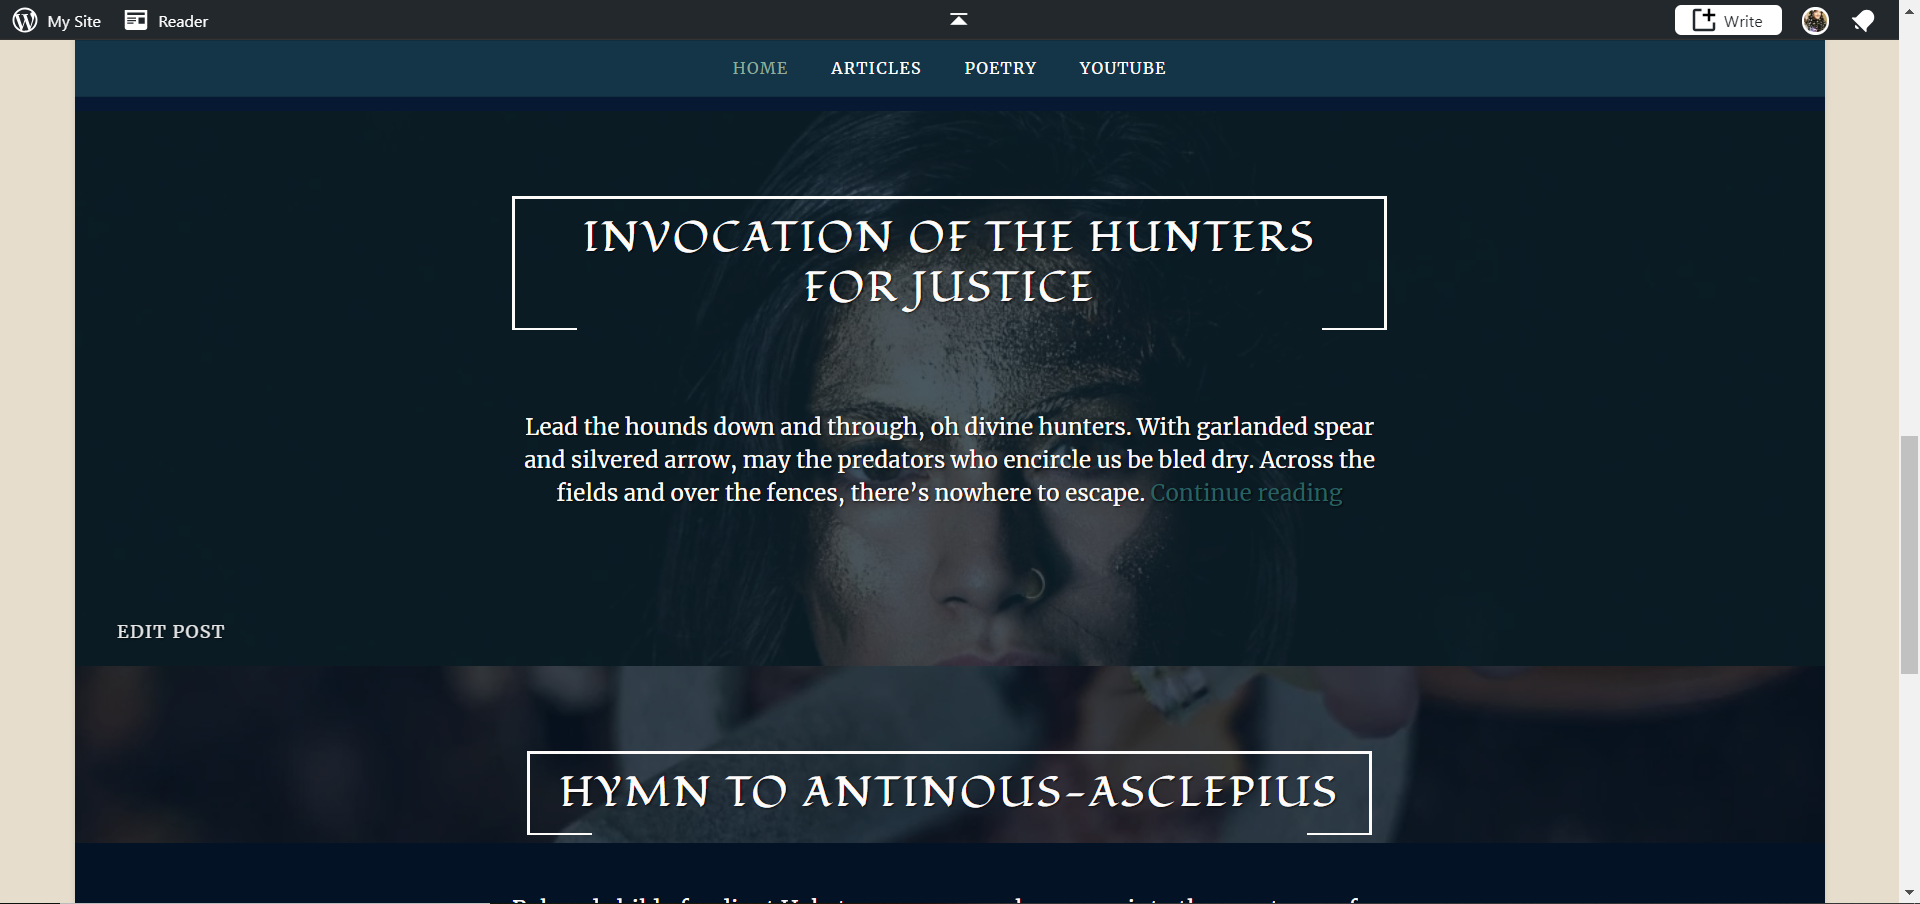 My Site
Reader
Write
HOME
ARTICLES
POETRY
YOUTUBE
INVOCATION OF THE HUNTERS
FOR JUSTICE
Lead the hounds down and through, oh divine hunters. With garlanded spear
and silvered arrow, may the predators who encircle us be bled dry. Across the
fields and over the fences, there’s nowhere to escape. Continue reading
EDIT POST
HYMN TO ANTINOUS-ASCLEPIUS